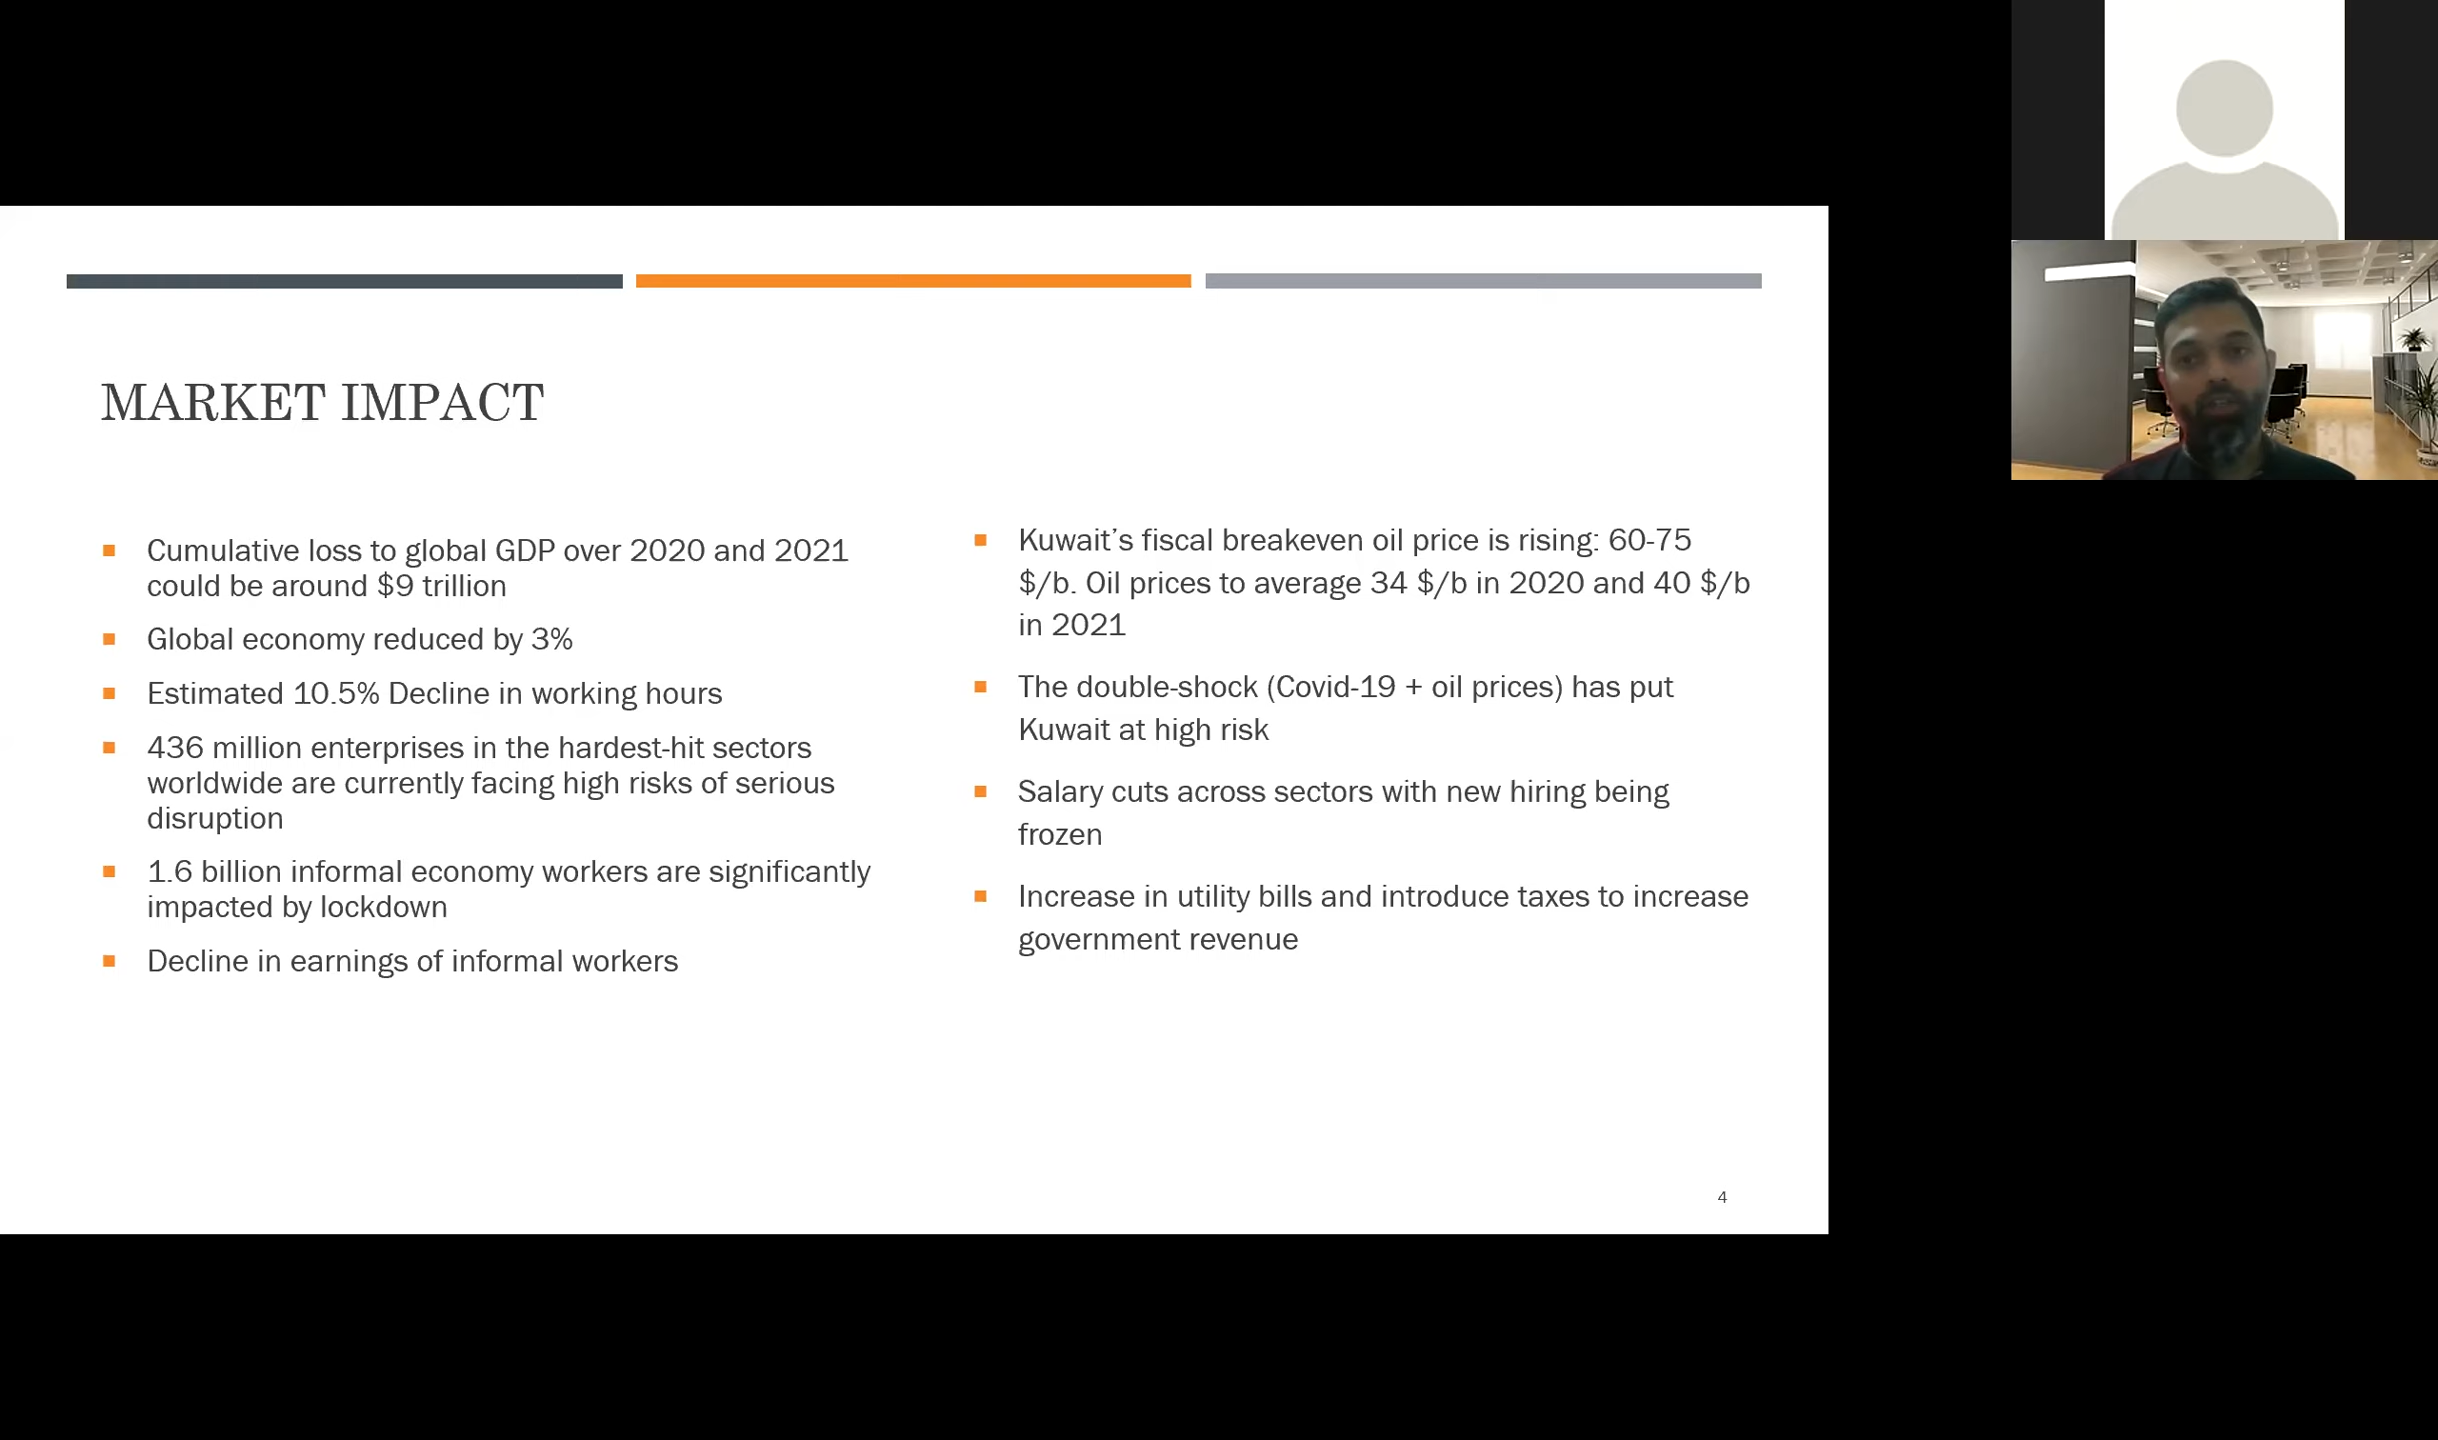 MARKET IMPACT
Cumulative loss to global GDP over 2020 and 2021
could be around $9 trillion
Global economy reduced by 3%
Estimated 10.5% Decline in working hours
436 million enterprises in the hardest-hit sectors
worldwide are currently facing high risks of serious
disruption
1.6 billion informal economy workers are significantly
impacted by lockdown
Decline in earnings of informal workers
Kuwait’s fiscal breakeven oil price is rising: 60-75
$/b. Oil prices to average 34 $/b in 2020 and 40 $/b
in 2021
The double-shock (Covid-19 + oil prices) has put
Kuwait at high risk
Salary cuts across sectors with new hiring being
frozen
Increase in utility bills and introduce taxes to increase
government revenue
4